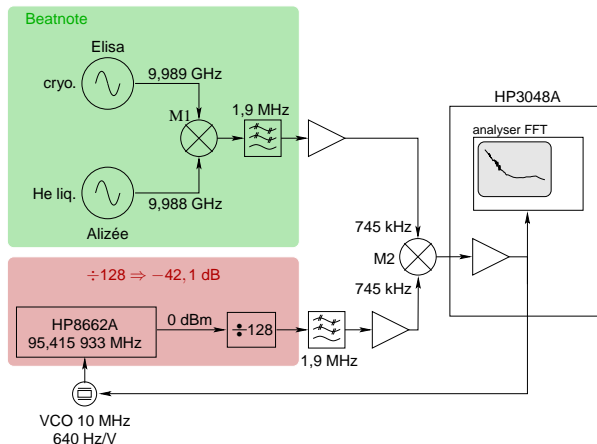 Beatnote
Elisa
cryo.
9,989 GHz
M1
1,9 MHz
He liq.
9,988 GHz
Alizée
HP3048A
analyser FFT
745 kHz
M2
745 kHz
÷128 ⇒ −42,1 dB
HP8662A
95,415 933 MHz
0 dBm
÷128
1,9 MHz
VCO 10 MHz
640 Hz/V